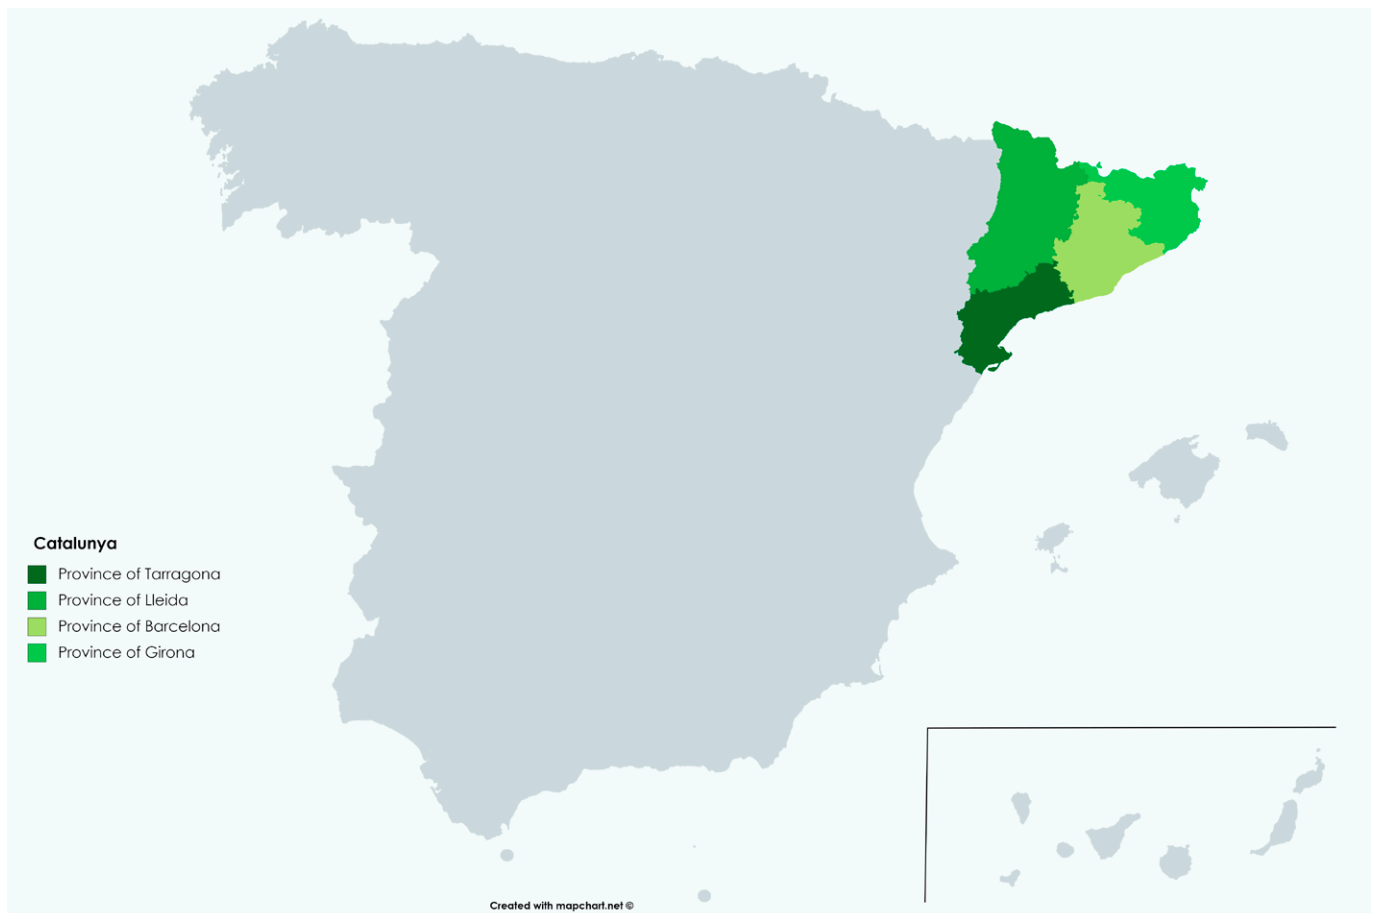 Catalunya
Province of Tarragona
Province of Lleida
Province of Barcelona
Province of Girona
Created with mapchart.net ©